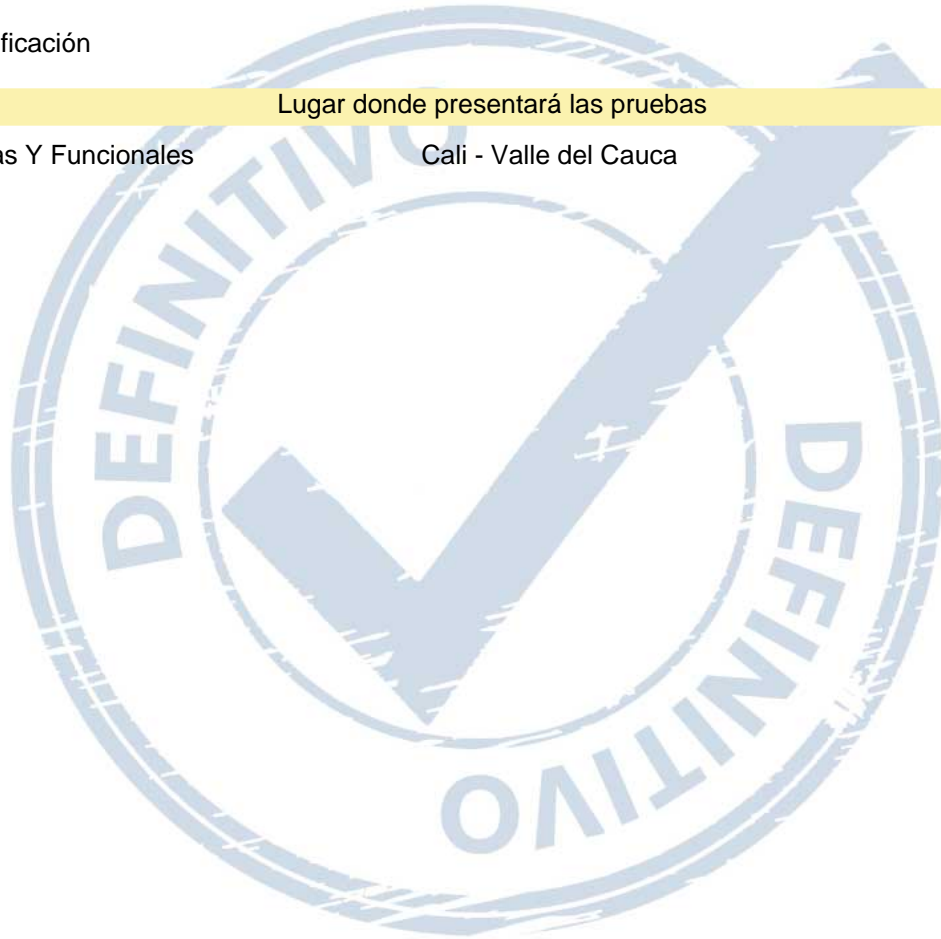 ficación
Lugar donde presentará las pruebas
as Y Funcionales Cali - Valle del Cauca
DEFINITIVO
DEFINITIVO